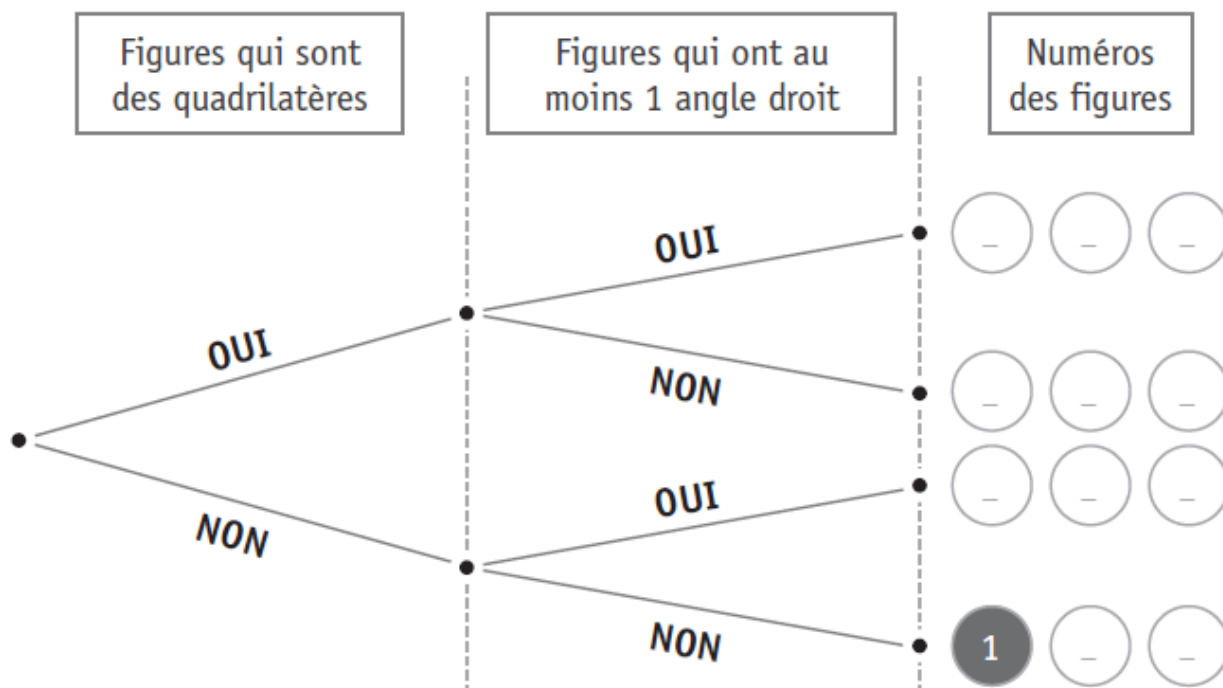 Figures qui sont
des quadrilatères
Figures qui ont au
moins 1 angle droit
Numéros
des figures
OUI
_ _ _
OUI
NON
_ _ _
OUI
_ _ _
NON
NON
1 _ _